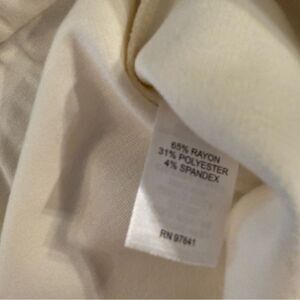 65% RAYON
31% POLYESTER
4% SPANDEX
RN 97841